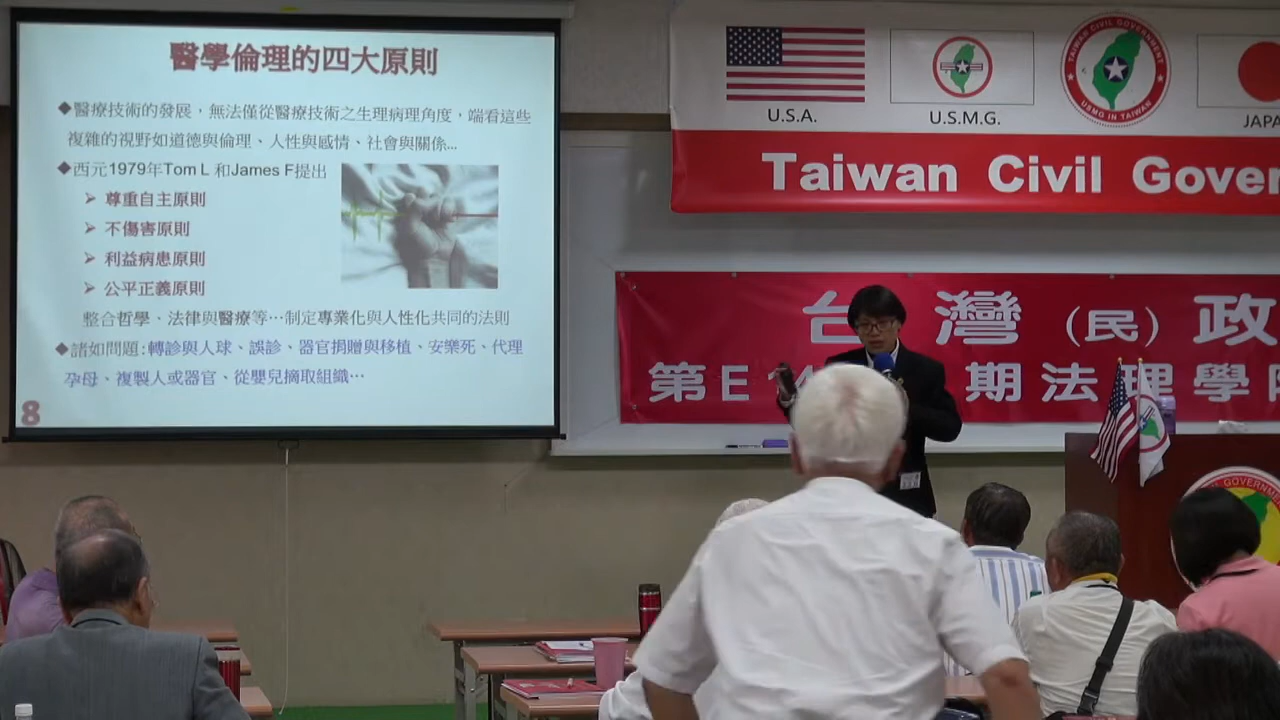 醫學倫理的四大原則
◆醫療技術的發展，無法僅從醫療技術之生理病理角度，端看這些
複雜的視野如道德與倫理、人性與感情、社會與關係...
◆西元1979年Tom L 和James F提出
➢ 尊重自主原則
➢ 不傷害原則
➢ 利益病患原則
➢ 公平正義原則
整合哲學、法律與醫療等…制定專業化與人性化共同的法則
◆諸如問題:轉診與人球、誤診、器官捐贈與移植、安樂死、代理
孕母、複製人或器官、從嬰兒摘取組織…
8
U.S.A.
U.S.M.G.
TAIWAN CIVIL GOVERNMENT
USMG IN TAIWAN
JAPA
Taiwan Civil Gover
台灣(民)政
第E 期法理學